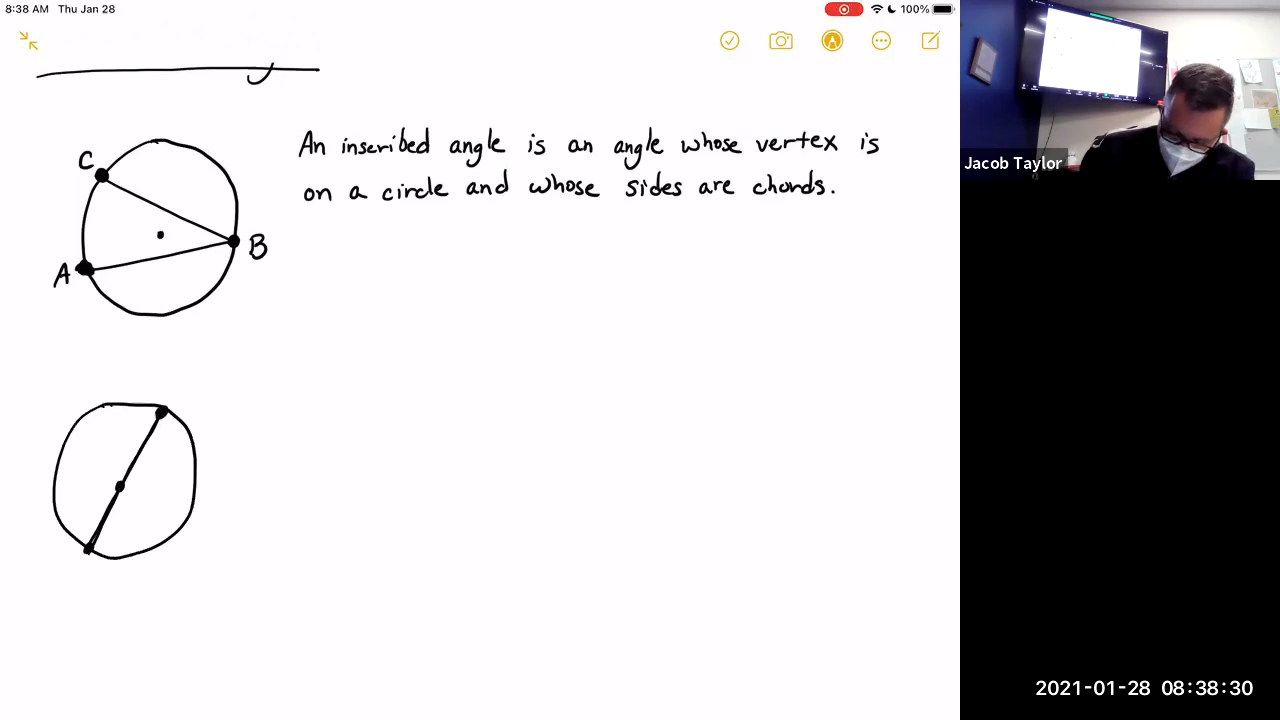 8:38 AM Thu Jan 28
100%
An inscribed angle is an angle whose vertex is
on a circle and whose sides are chords.
C
B
A
Jacob Taylor
2021-01-28 08:38:30